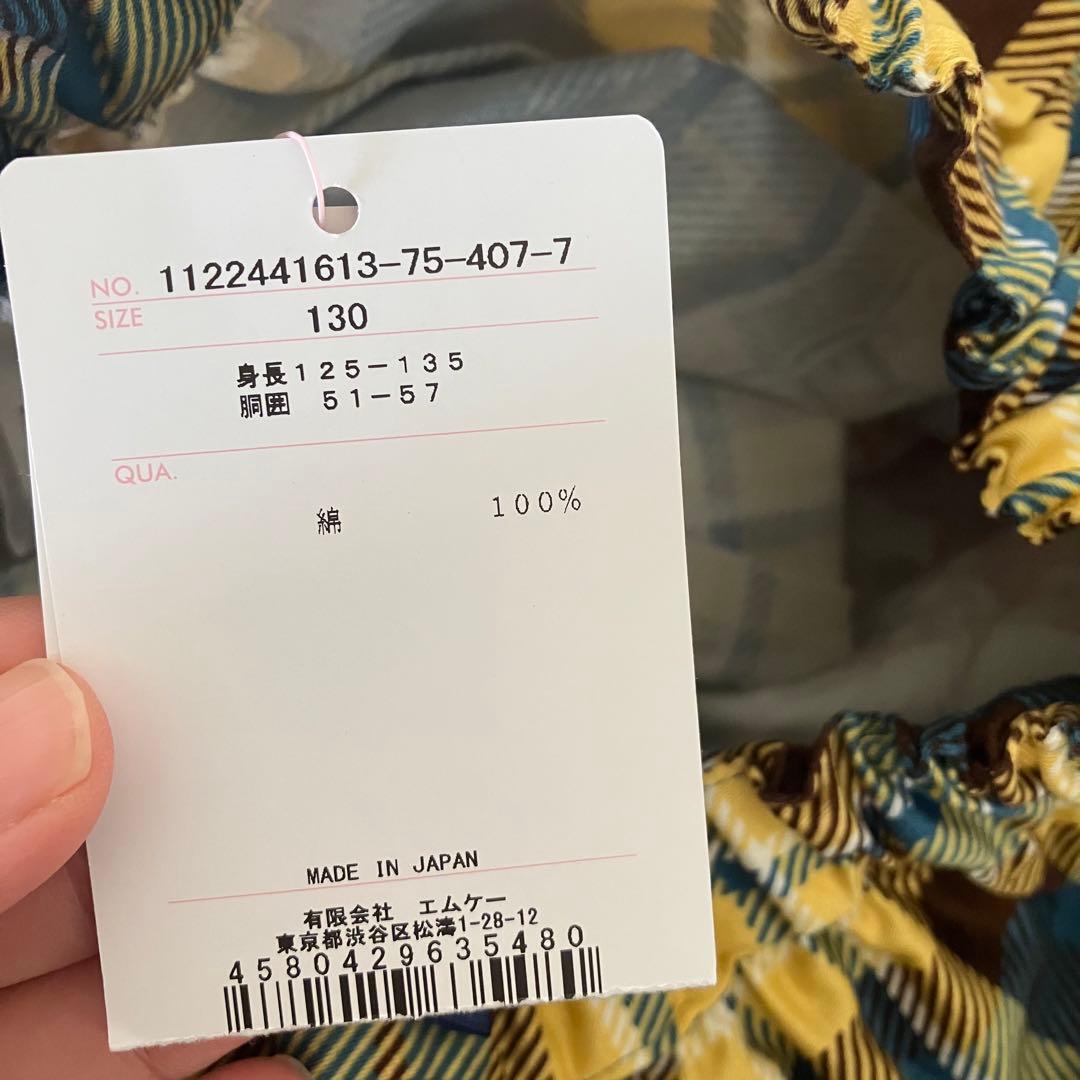 NO. 1122441613-75-407-7
SIZE 130
身長125-135
胴囲 51-57
QUA.
綿 100%
MADE IN JAPAN
有限会社 エムケー
東京都渋谷区松濤1-28-12
4580429635480